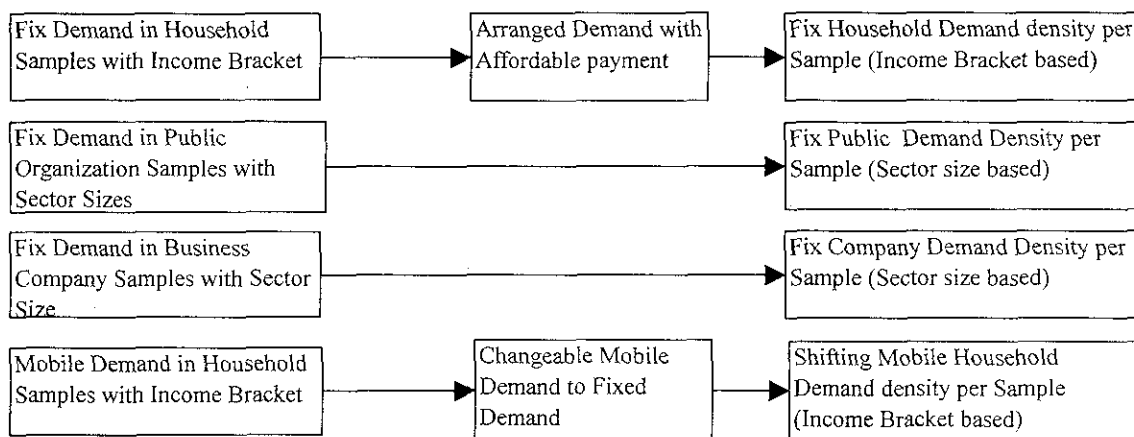 Fix Demand in Household
Samples with Income Bracket
Arranged Demand with
Affordable payment
Fix Household Demand density per
Sample (Income Bracket based)
Fix Demand in Public
Organization Samples with
Sector Sizes
Fix Public Demand Density per
Sample (Sector size based)
Fix Demand in Business
Company Samples with Sector
Size
Fix Company Demand Density per
Sample (Sector size based)
Mobile Demand in Household
Samples with Income Bracket
Changeable Mobile
Demand to Fixed
Demand
Shifting Mobile Household
Demand density per Sample
(Income Bracket based)